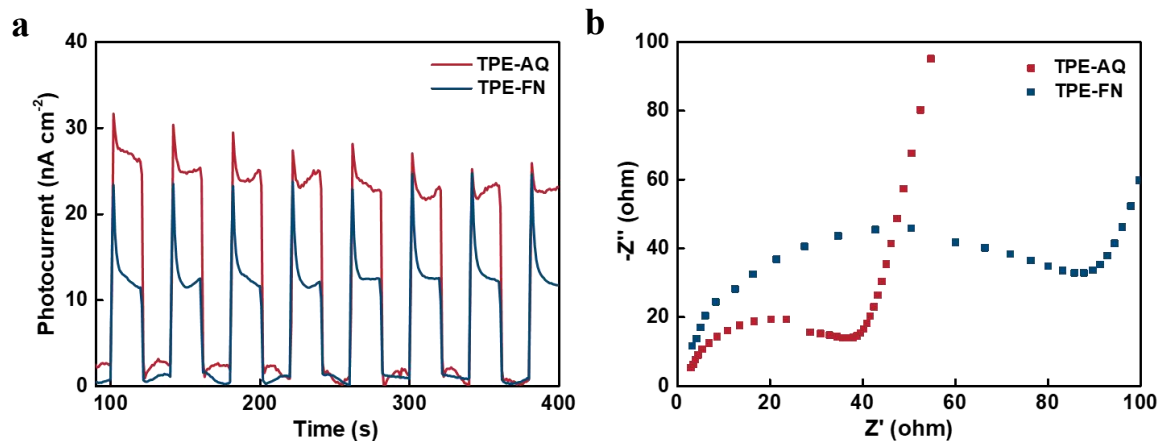 a
40
30
20
10
0
100
200
300
400
Photocurrent (nA cm⁻²)
Time (s)
TPE-AQ
TPE-FN
b
100
80
60
40
20
0
0
20
40
60
80
100
-Z'' (ohm)
Z' (ohm)
TPE-AQ
TPE-FN